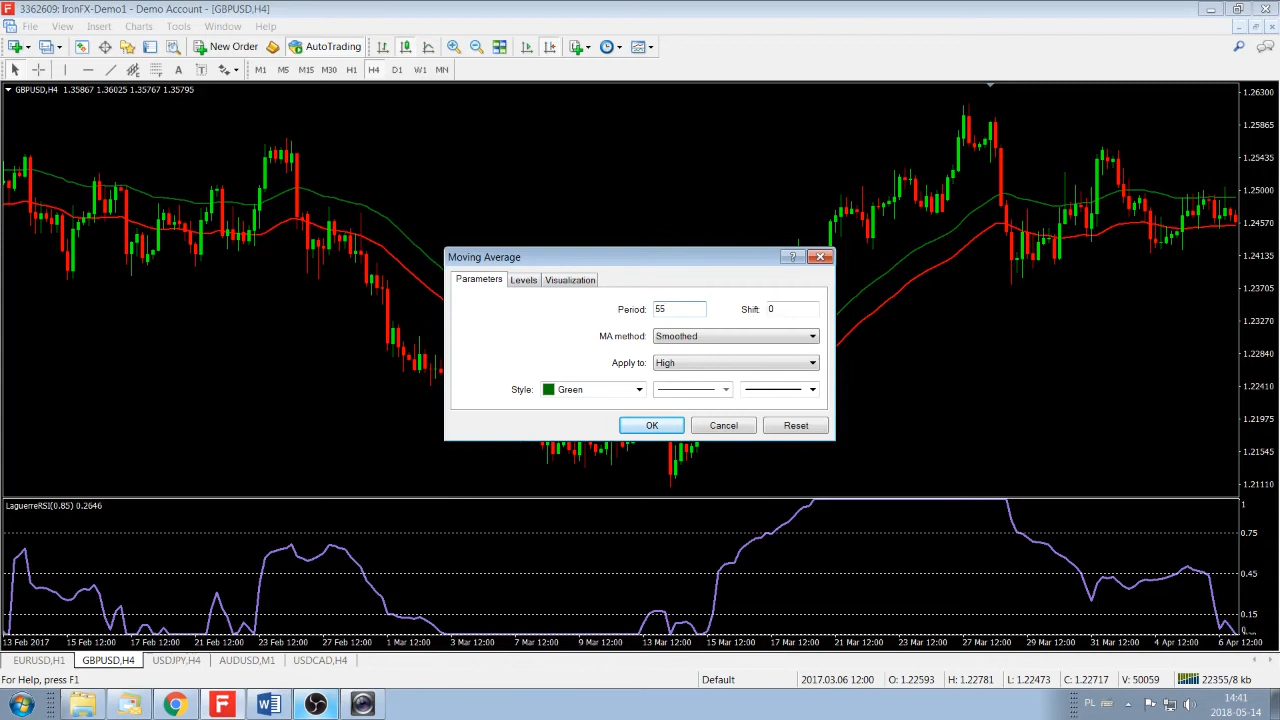 3362609: IronFX-Demo1 - Demo Account - [GBPUSD,H4]
File View Insert Charts Tools Window Help
New Order AutoTrading
A T M1 M5 M15 M30 H1 H4 D1 W1 MN
GBPUSD,H4 1.35867 1.36025 1.35767 1.35795
1.26300
1.25865
1.25435
1.25000
1.24570
1.24135
1.23705
1.23270
1.22840
1.22410
1.21975
1.21545
1.21110
Moving Average
Parameters Levels Visualization
Period: 55 Shift: 0
MA method: Smoothed
Apply to: High
Style: Green
OK Cancel Reset
LaguerreRSI(0.85) 0.2646
0.75
0.45
0.15
0
13 Feb 2017 15 Feb 12:00 17 Feb 12:00 21 Feb 12:00 23 Feb 12:00 27 Feb 12:00 1 Mar 12:00 3 Mar 12:00 7 Mar 12:00 9 Mar 12:00 13 Mar 12:00 15 Mar 12:00 17 Mar 12:00 21 Mar 12:00 23 Mar 12:00 27 Mar 12:00 29 Mar 12:00 31 Mar 12:00 4 Apr 12:00 6 Apr 12:00
EURUSD,H1 GBPUSD,H4 USDJPY,H4 AUDUSD,M1 USDCAD,H4
For Help, press F1 Default 2017.03.06 12:00 O: 1.22593 H: 1.22781 L: 1.22473 C: 1.22717 V: 50059 22355/8 kb
PL 14:41
2018-05-14